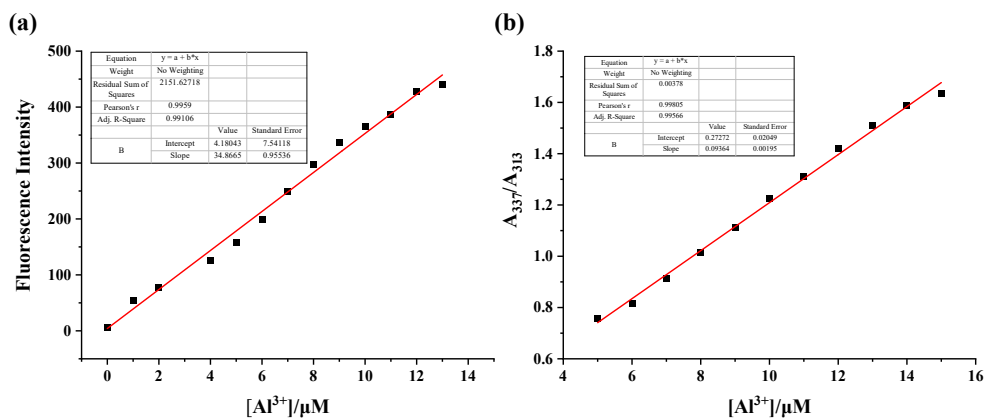 (a)
Equation y = a + b*x
Weight No Weighting
Residual Sum of Squares 2151.62718
Pearson's r 0.9959
Adj. R-Square 0.99106
Value Standard Error
B Intercept 4.18043 7.54118
Slope 34.8665 0.95536
500
400
300
200
100
0
Fluorescence Intensity
0 2 4 6 8 10 12 14
[Al³⁺]/μM
(b)
Equation y = a + b*x
Weight No Weighting
Residual Sum of Squares 0.00378
Pearson's r 0.99805
Adj. R-Square 0.99566
Value Standard Error
B Intercept 0.27272 0.02049
Slope 0.09364 0.00195
1.8
1.6
1.4
1.2
1.0
0.8
0.6
A₃₃₇/A₃₁₃
4 6 8 10 12 14 16
[Al³⁺]/μM